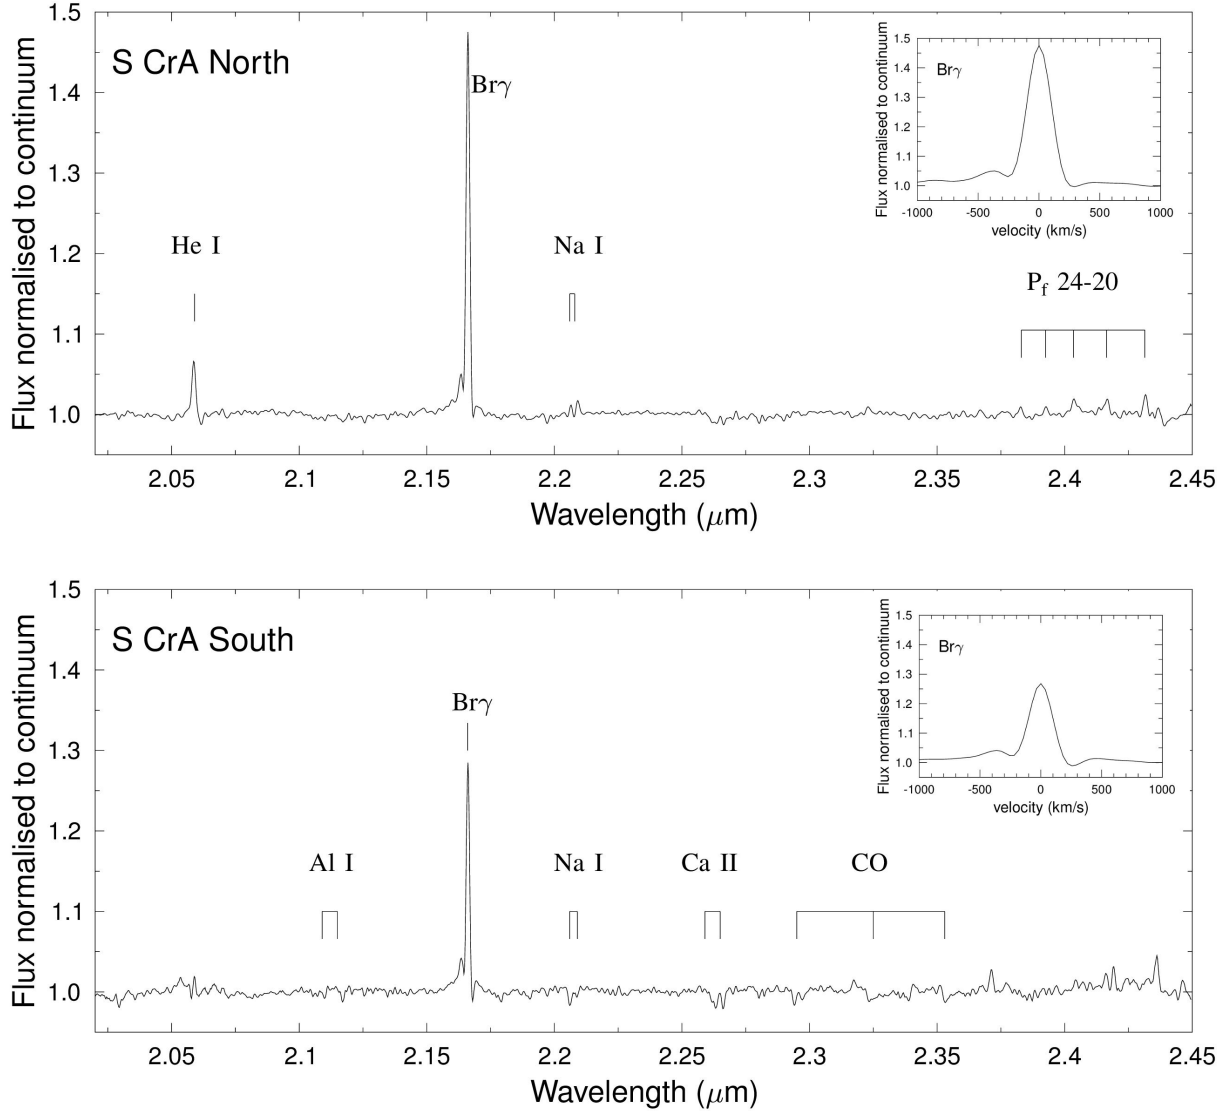 S CrA North
Flux normalised to continuum
1.5
1.4
1.3
1.2
1.1
1.0
He I
Brγ
Na I
Pf 24-20
2.05
2.1
2.15
2.2
2.25
2.3
2.35
2.4
2.45
Wavelength (μm)
Brγ
Flux normalised to continuum
1.5
1.4
1.3
1.2
1.1
1.0
-1000
-500
0
500
1000
velocity (km/s)
S CrA South
Flux normalised to continuum
1.5
1.4
1.3
1.2
1.1
1.0
Al I
Brγ
Na I
Ca II
CO
2.05
2.1
2.15
2.2
2.25
2.3
2.35
2.4
2.45
Wavelength (μm)
Brγ
Flux normalised to continuum
1.5
1.4
1.3
1.2
1.1
1.0
-1000
-500
0
500
1000
velocity (km/s)